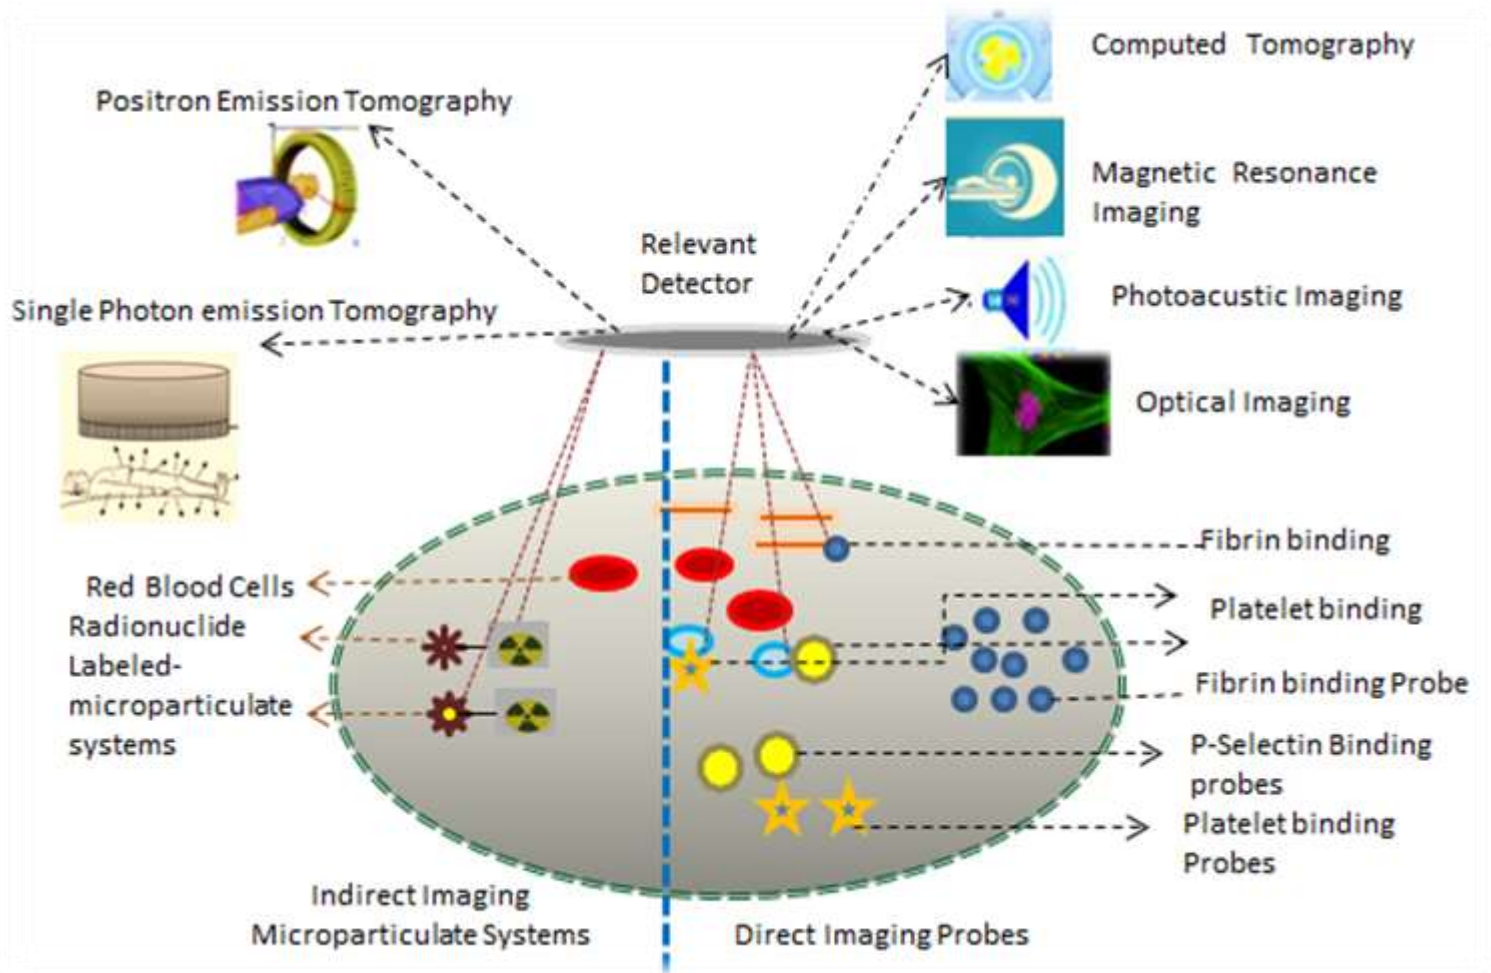 Computed Tomography
Positron Emission Tomography
Magnetic Resonance
Imaging
Relevant
Detector
Single Photon emission Tomography
Photoacustic Imaging
Optical Imaging
Fibrin binding
Red Blood Cells
Radionuclide
Labeled-
microparticulate
systems
Platelet binding
Fibrin binding Probe
P-Selectin Binding
probes
Platelet binding
Probes
Indirect Imaging
Microparticulate Systems
Direct Imaging Probes